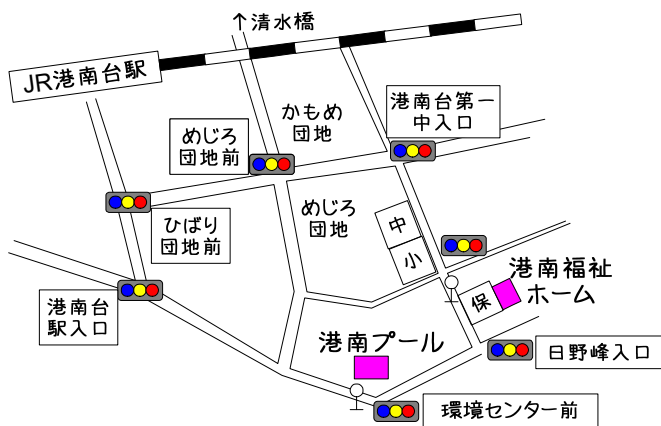 ↑清水橋
JR港南台駅
かもめ
団地
港南台第一
中入口
めじろ
団地前
めじろ
団地
ひばり
団地前
中
小
港南福祉
ホーム
保
港南台
駅入口
港南プール
日野峰入口
環境センター前